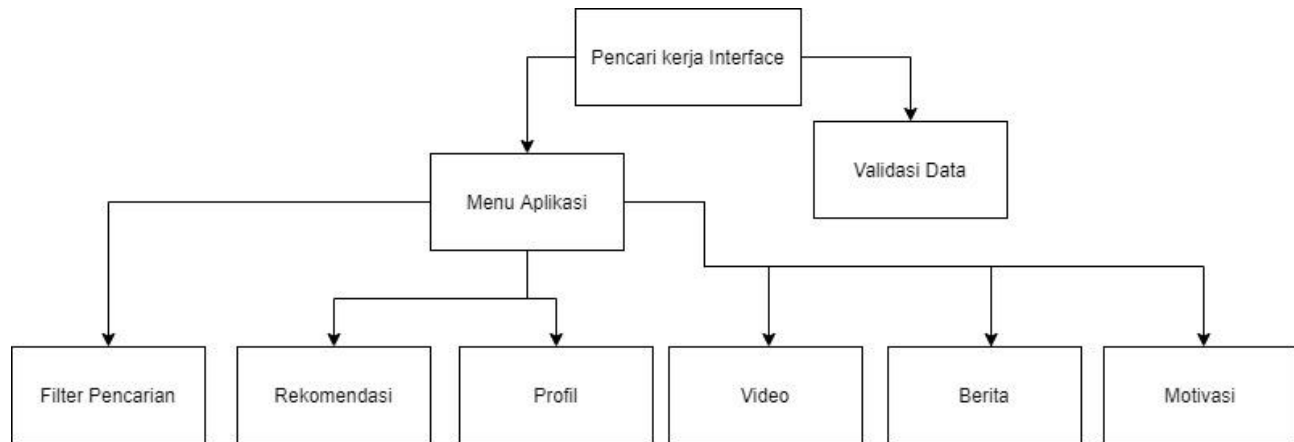 Pencari kerja Interface
Validasi Data
Menu Aplikasi
Filter Pencarian
Rekomendasi
Profil
Video
Berita
Motivasi